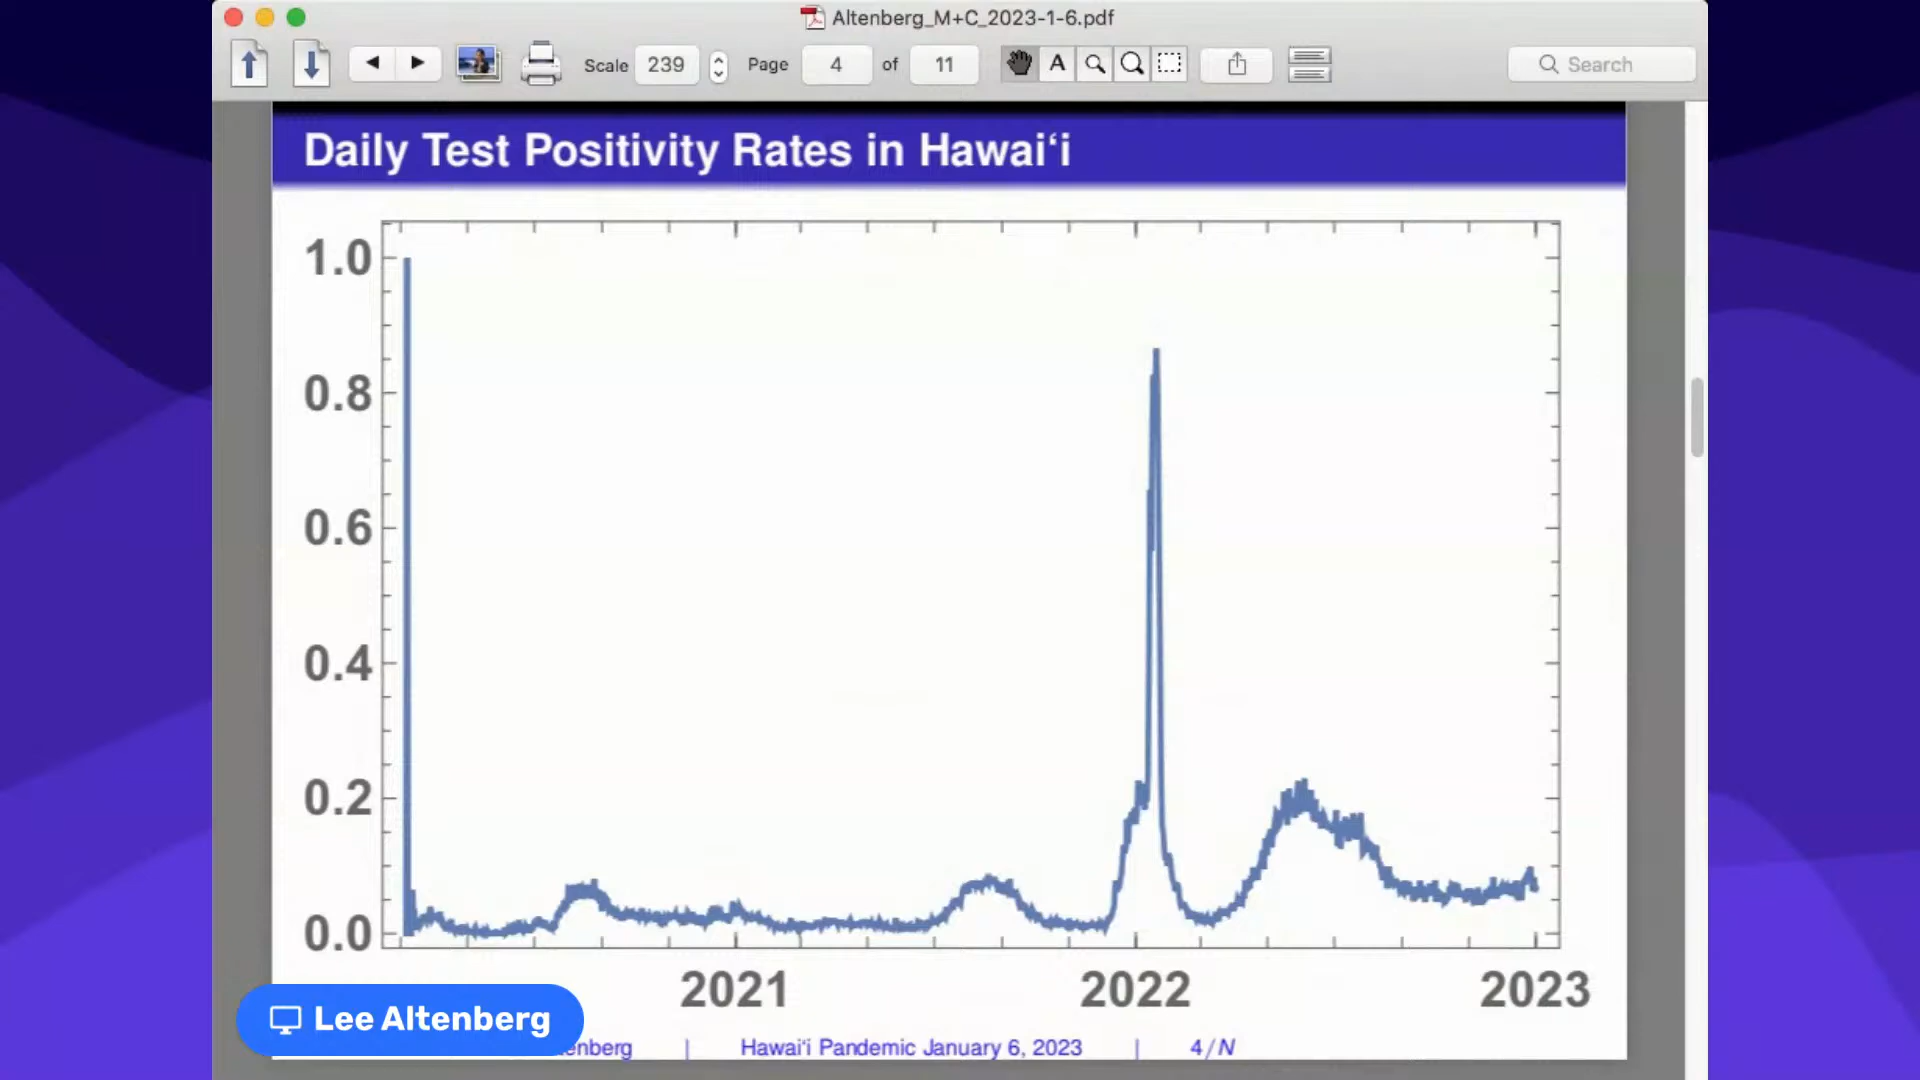 Altenberg_M+C_2023-1-6.pdf
Scale 239 Page 4 of 11 A Search
Daily Test Positivity Rates in Hawai‘i
1.0
0.8
0.6
0.4
0.2
0.0
2021 2022 2023
Lee Altenberg
enberg | Hawai‘i Pandemic January 6, 2023 | 4/N